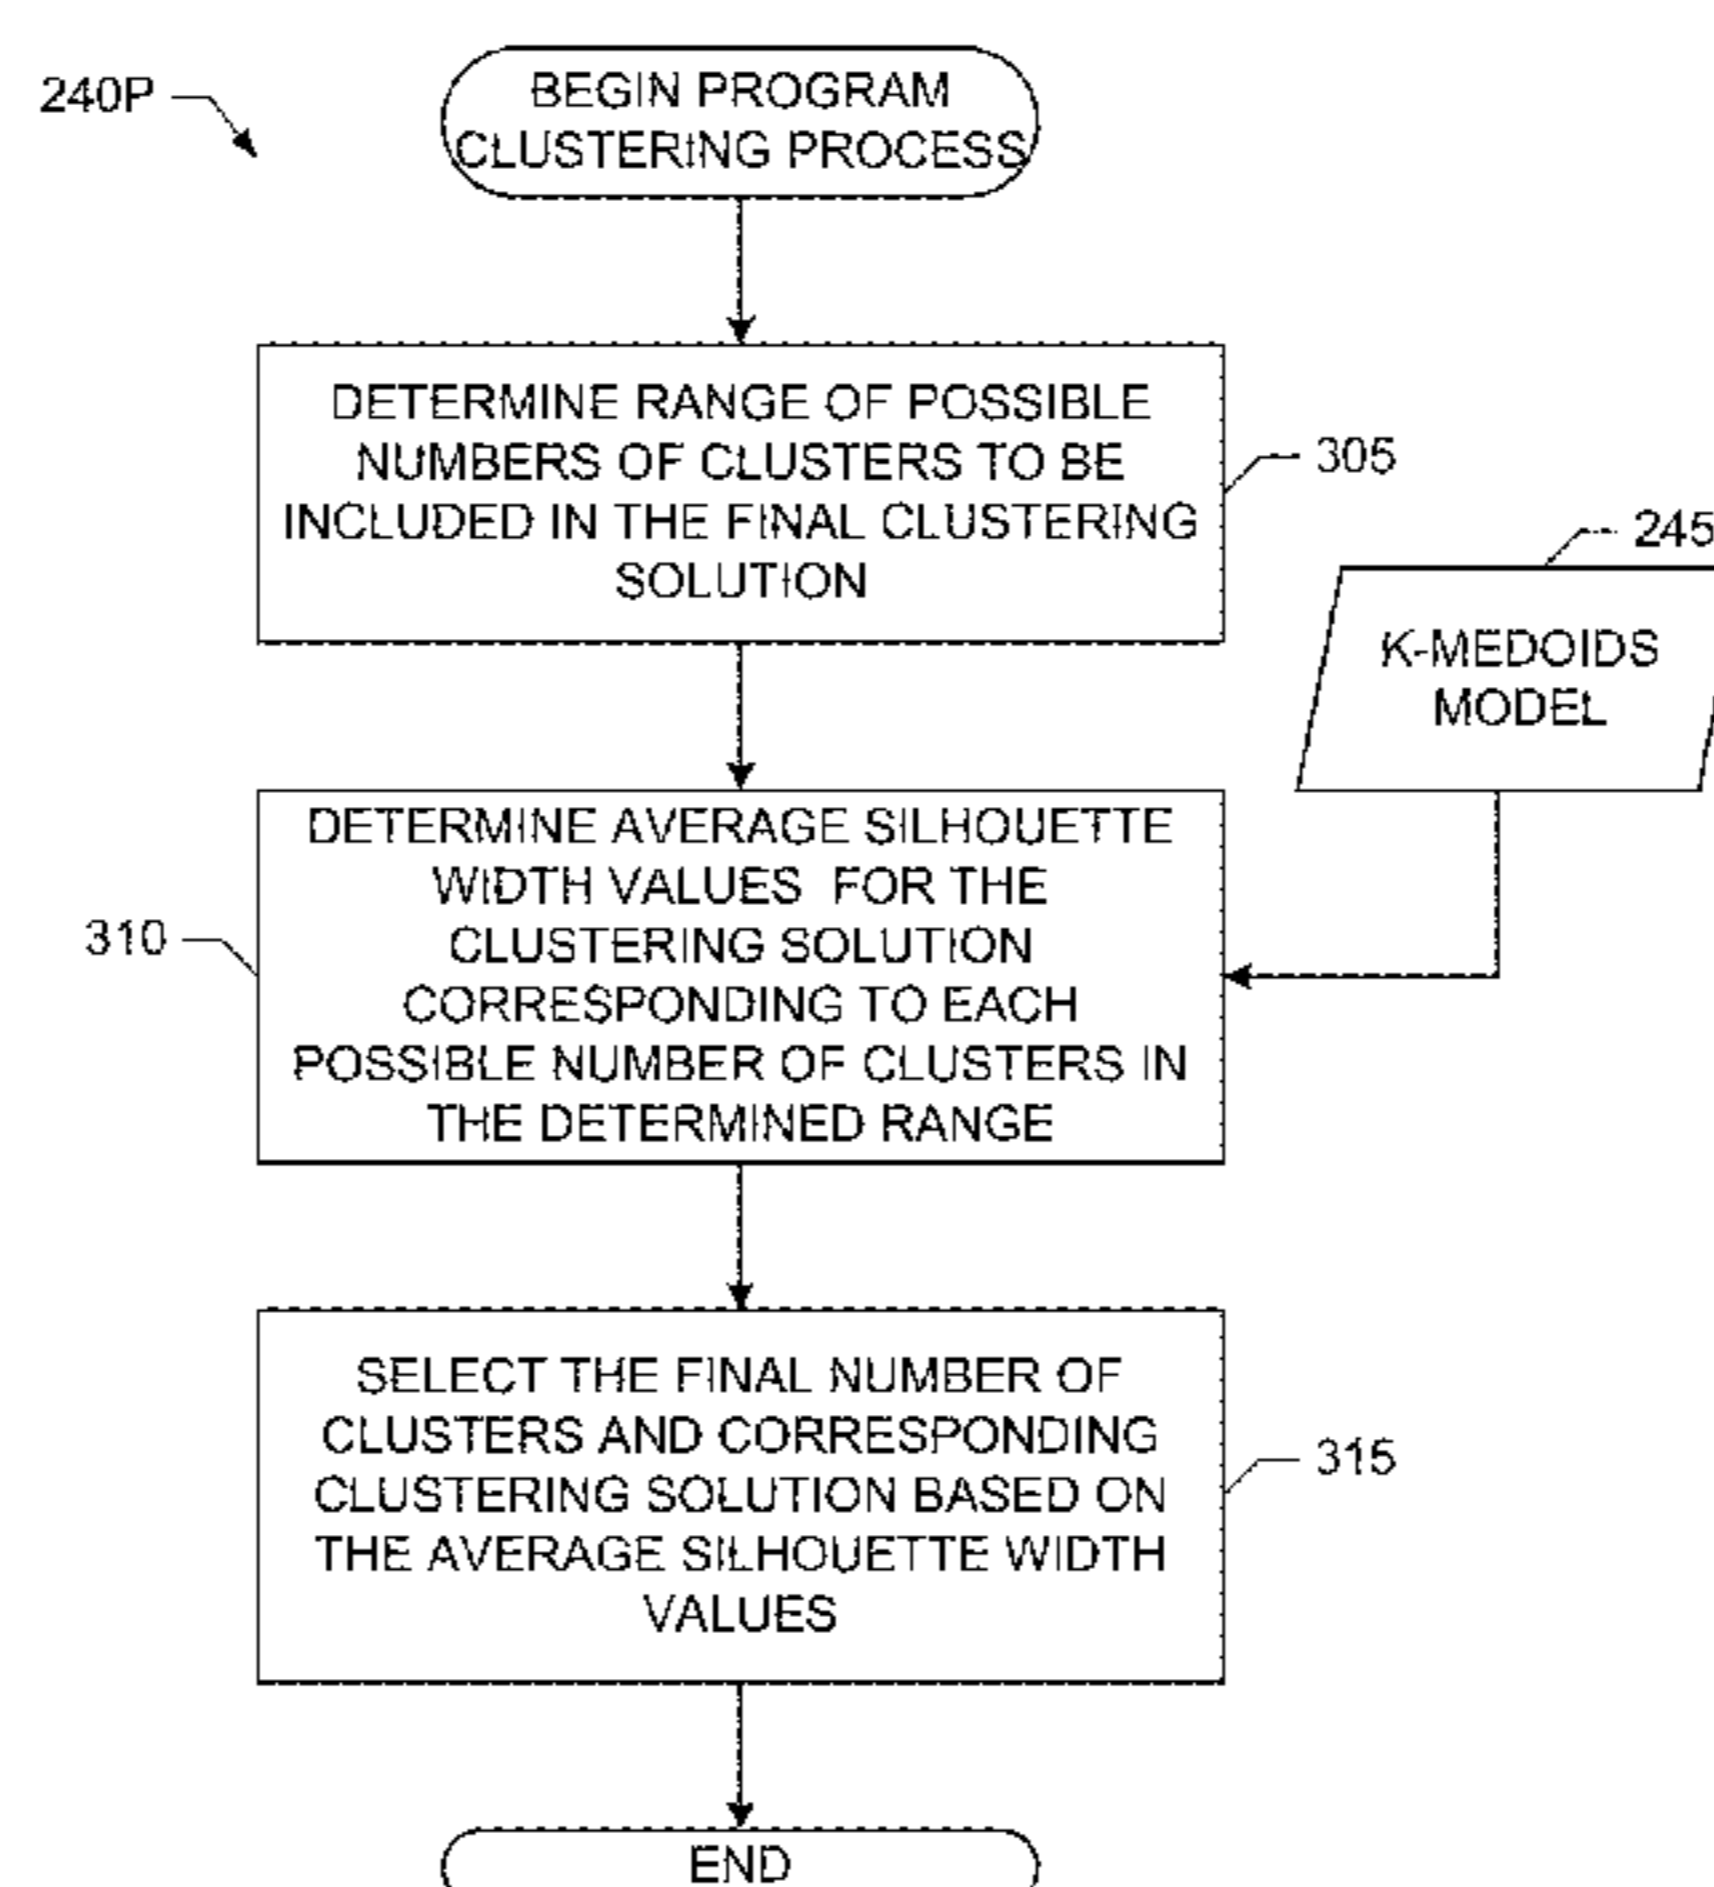 240P
BEGIN PROGRAM
CLUSTERING PROCESS
DETERMINE RANGE OF POSSIBLE
NUMBERS OF CLUSTERS TO BE
INCLUDED IN THE FINAL CLUSTERING
SOLUTION
305
245
K-MEDOIDS
MODEL
DETERMINE AVERAGE SILHOUETTE
WIDTH VALUES FOR THE
CLUSTERING SOLUTION
CORRESPONDING TO EACH
POSSIBLE NUMBER OF CLUSTERS IN
THE DETERMINED RANGE
310
SELECT THE FINAL NUMBER OF
CLUSTERS AND CORRESPONDING
CLUSTERING SOLUTION BASED ON
THE AVERAGE SILHOUETTE WIDTH
VALUES
315
END